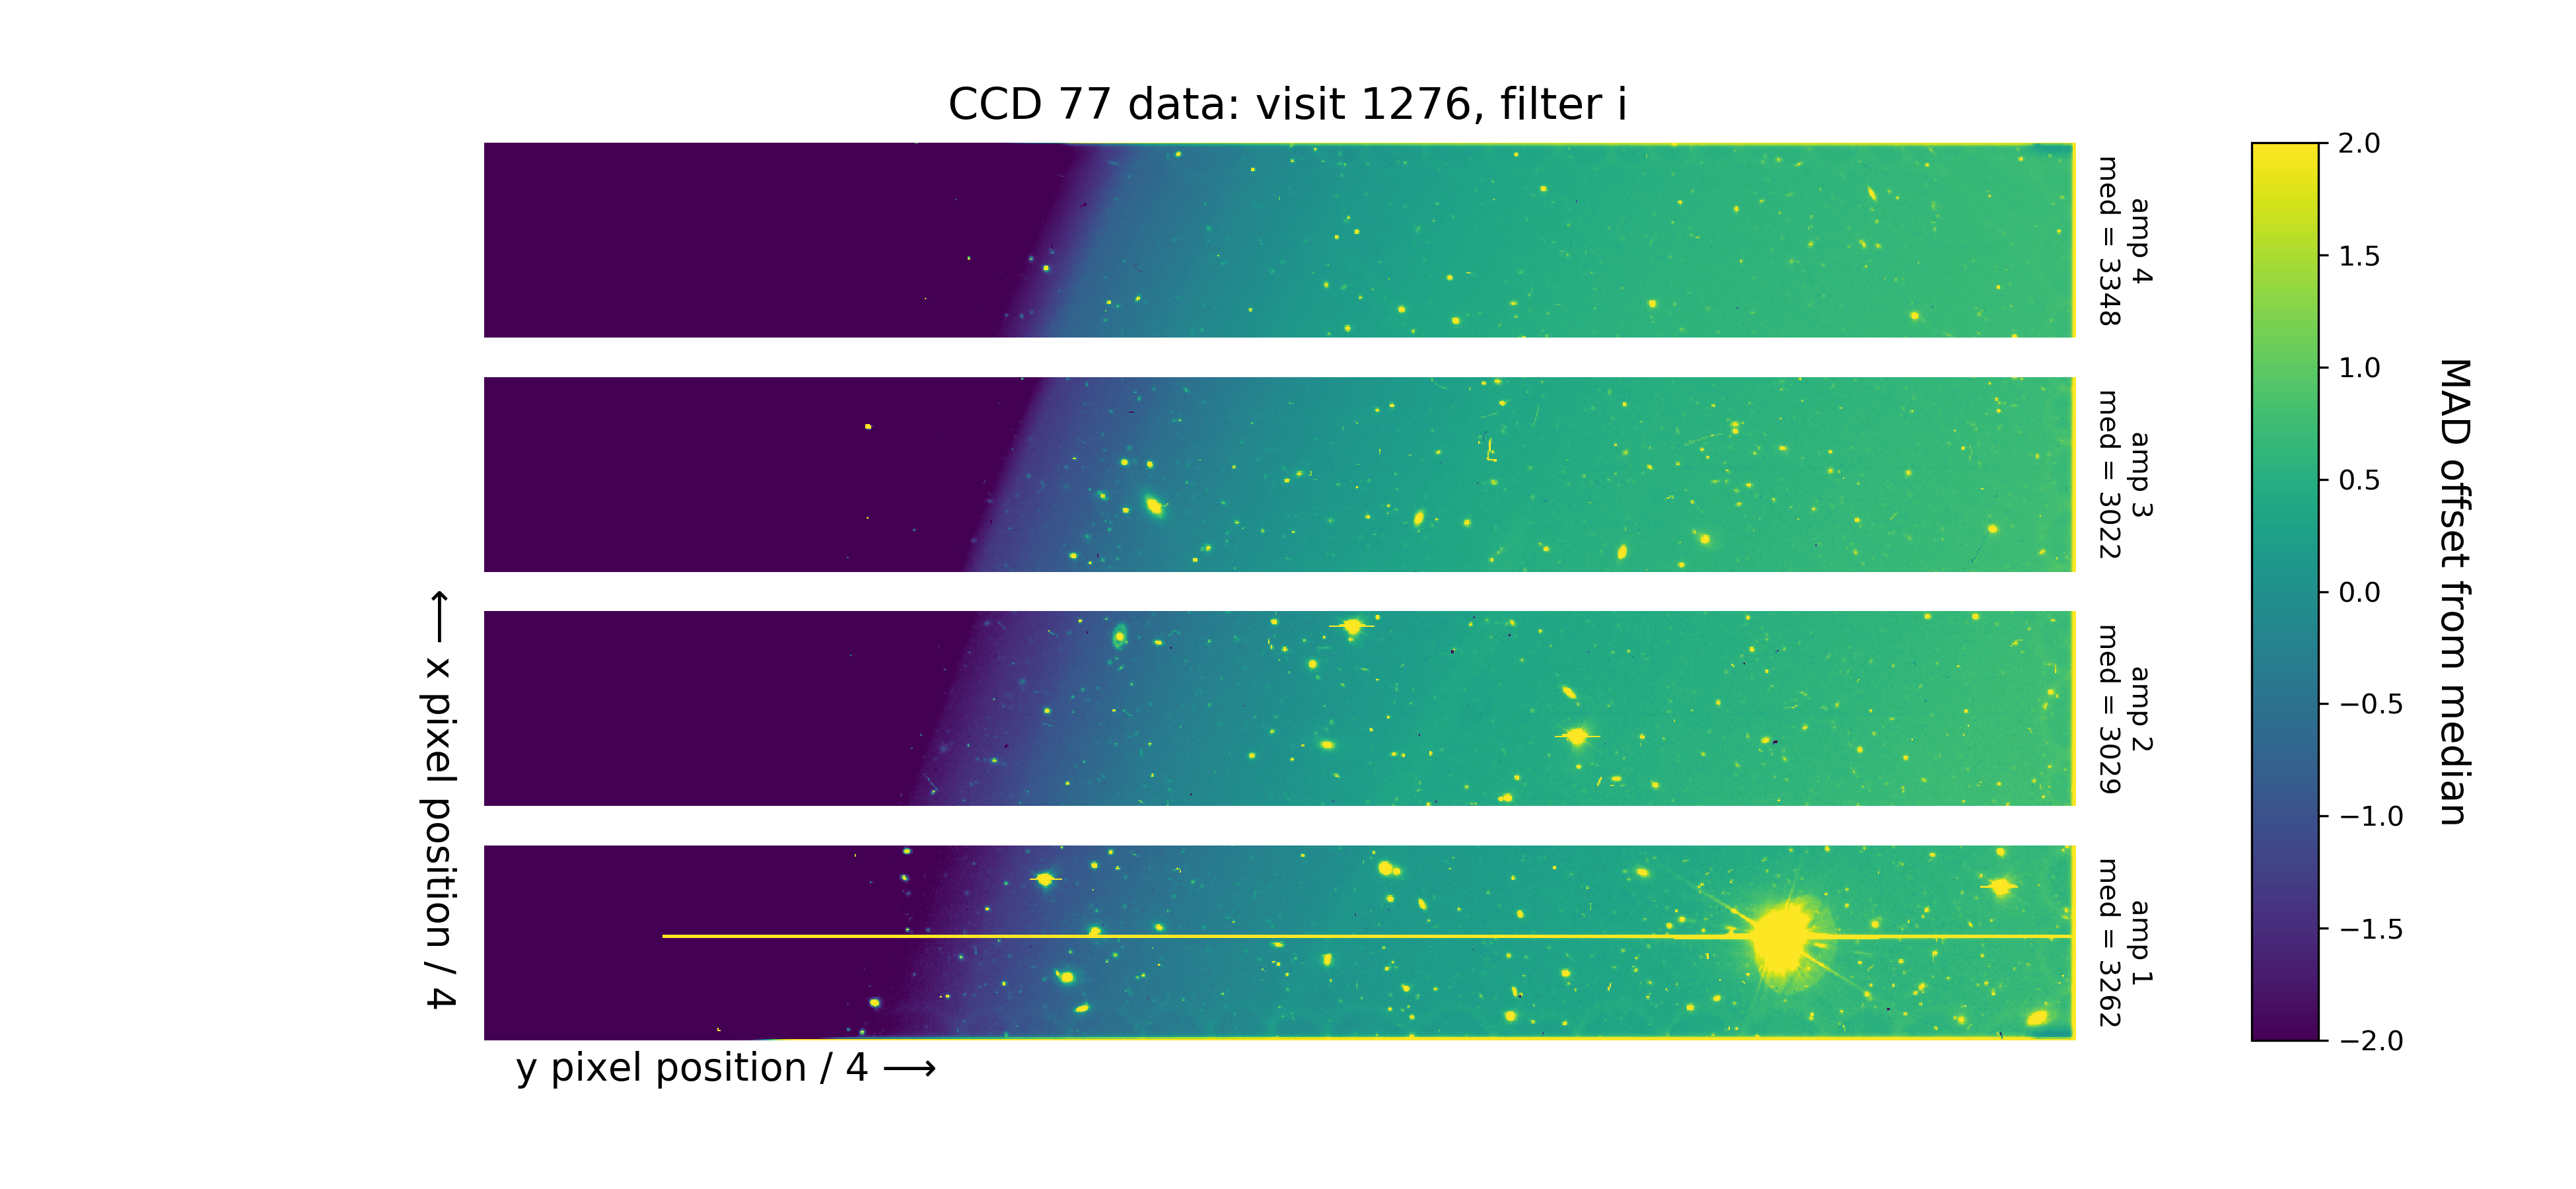 CCD 77 data: visit 1276, filter i
amp 4
med = 3348
amp 3
med = 3022
amp 2
med = 3029
amp 1
med = 3262
⟵ x pixel position / 4
y pixel position / 4 ⟶
2.0
1.5
1.0
0.5
0.0
−0.5
−1.0
−1.5
−2.0
MAD offset from median